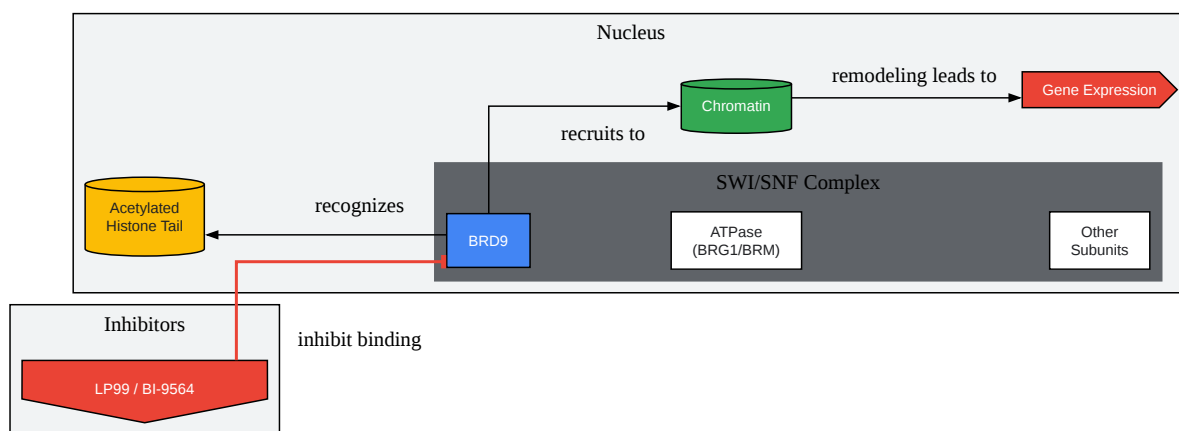 Nucleus
remodeling leads to
Gene Expression
Chromatin
recruits to
SWI/SNF Complex
Acetylated
Histone Tail
recognizes
BRD9
ATPase
(BRG1/BRM)
Other
Subunits
Inhibitors
inhibit binding
LP99 / BI-9564